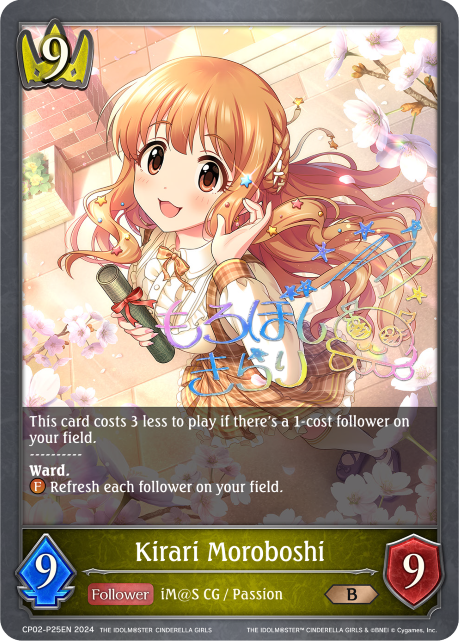 9
もろほし
きらり
This card costs 3 less to play if there's a 1-cost follower on
your field.
----------
Ward.
F Refresh each follower on your field.
Kirari Moroboshi
9
Follower iM@S CG / Passion
B
9
CP02-P25EN 2024 THE IDOLM@STER CINDERELLA GIRLS THE IDOLM@STER™ CINDERELLA GIRLS & ©BNEI © Cygames, Inc.